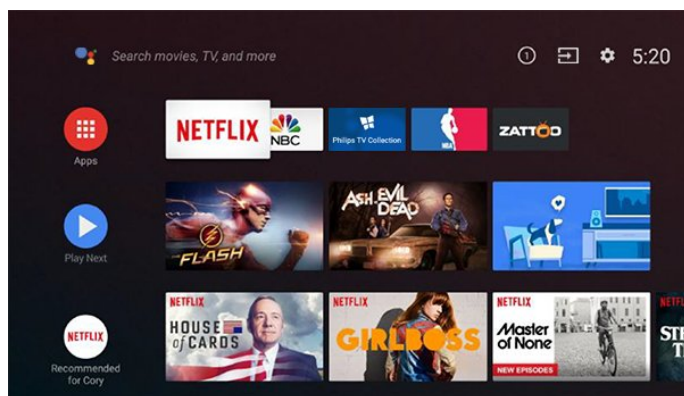 Search movies, TV, and more
1
5:20
Apps
NETFLIX
NBC
Philips TV Collection
NBA
ZATTOO
Play Next
THE
FLASH
ASH VS EVIL
DEAD
NETFLIX
Recommended
for Cory
NETFLIX
HOUSE
of CARDS
NETFLIX
GIRLBOSS
NETFLIX
Master
of None
NEW EPISODES
NETFL
STR
T